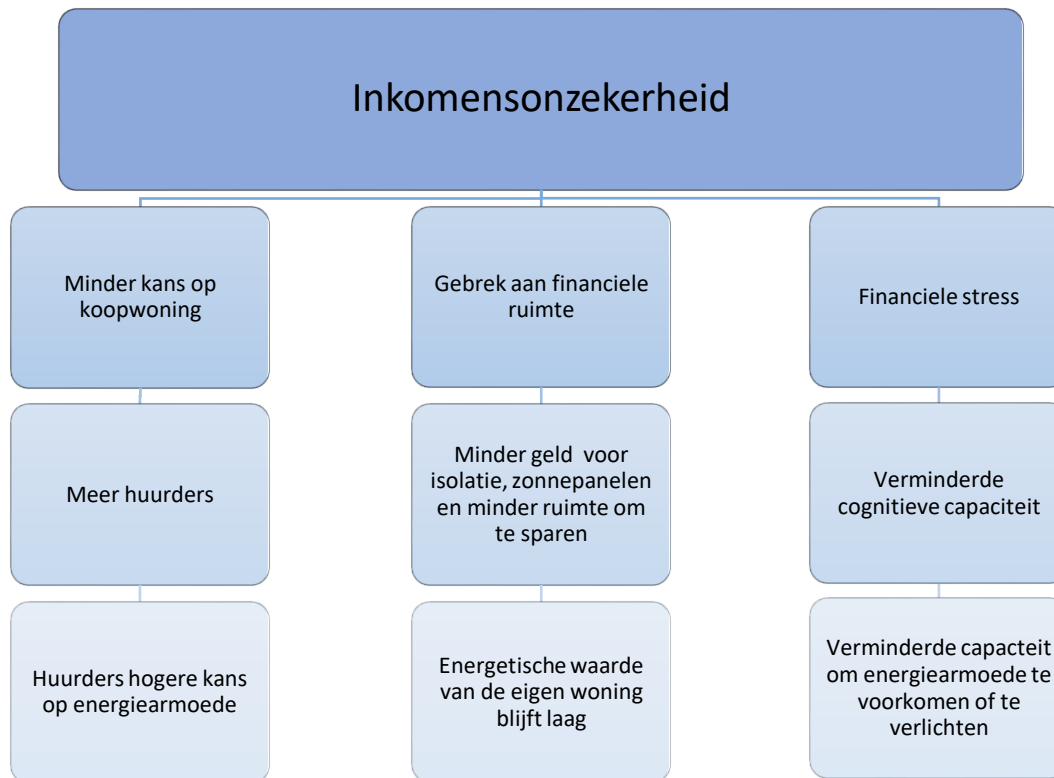 Inkomensonzekerheid
Minder kans op
koopwoning
Gebrek aan financiele
ruimte
Financiele stress
Meer huurders
Minder geld voor
isolatie, zonnepanelen
en minder ruimte om
te sparen
Verminderde
cognitieve capaciteit
Huurders hogere kans
op energiearmoede
Energetische waarde
van de eigen woning
blijft laag
Verminderde capacteit
om energiearmoede te
voorkomen of te
verlichten